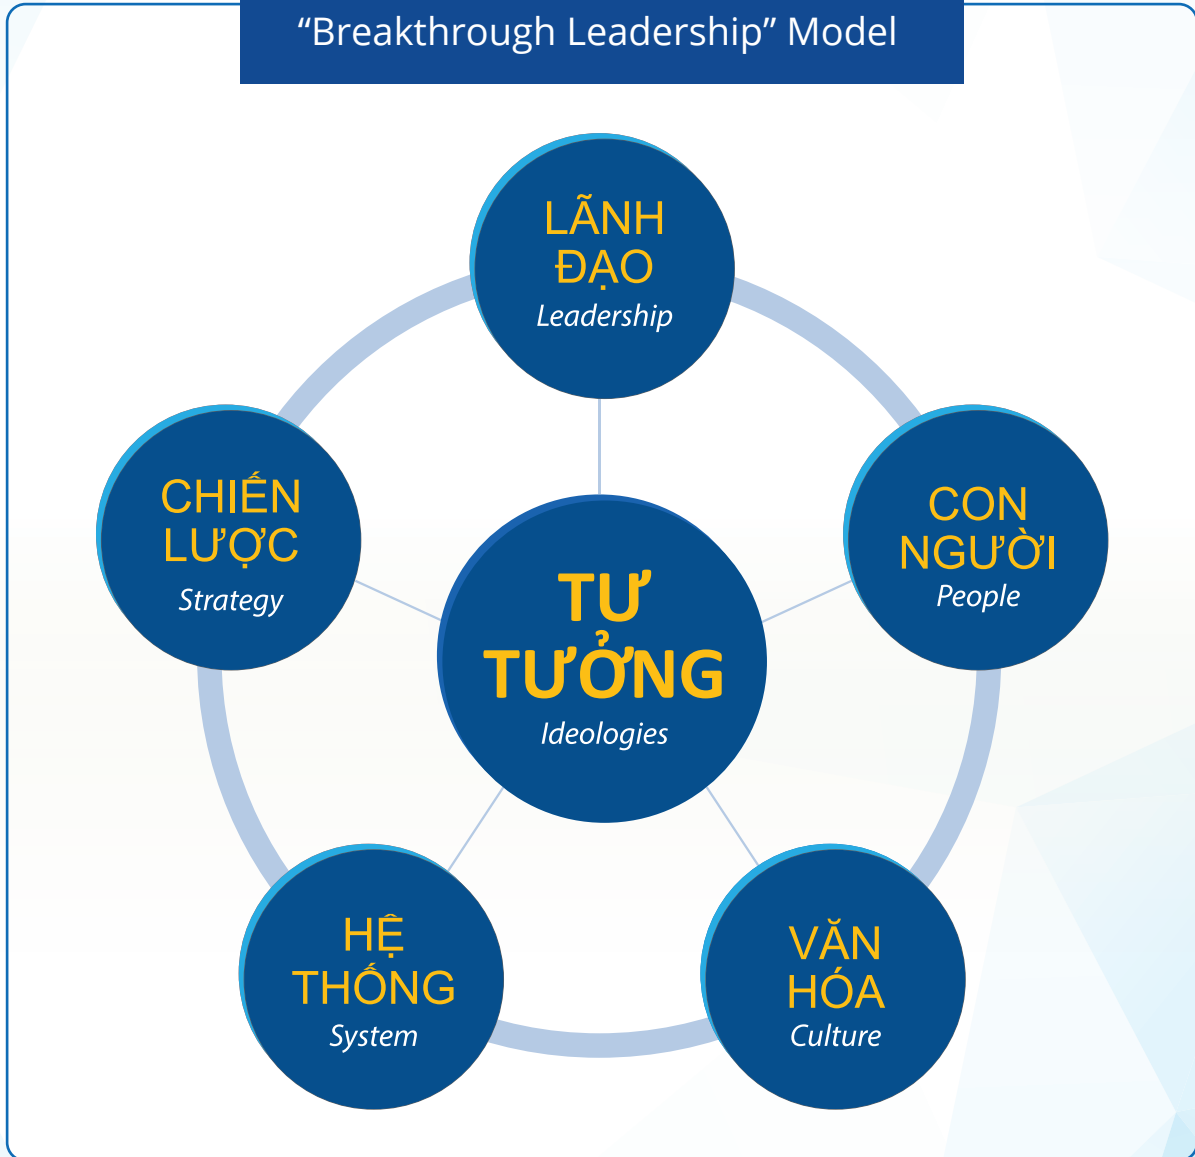 “Breakthrough Leadership” Model
LÃNH
ĐẠO
Leadership
CHIẾN
LƯỢC
Strategy
CON
NGƯỜI
People
TƯ
TƯỞNG
Ideologies
HỆ
THỐNG
System
VĂN
HÓA
Culture